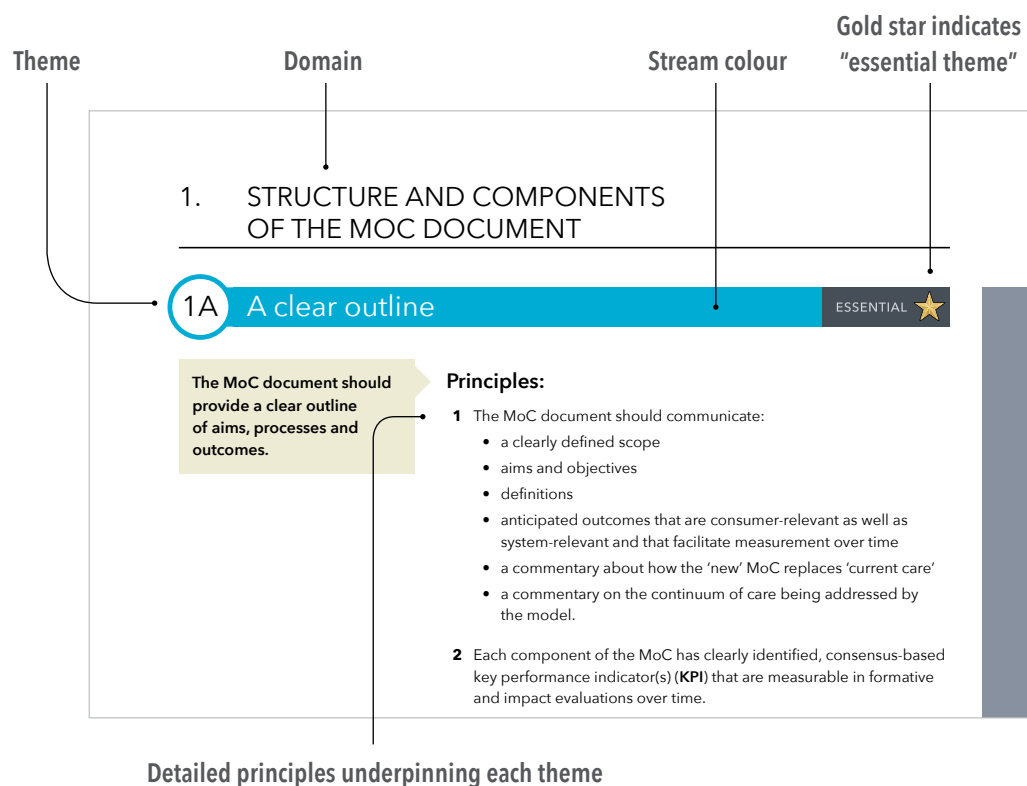 Gold star indicates
"essential theme"
Theme
Domain
Stream colour
1. STRUCTURE AND COMPONENTS
OF THE MOC DOCUMENT
1A A clear outline
ESSENTIAL
The MoC document should
provide a clear outline
of aims, processes and
outcomes.
Principles:
1 The MoC document should communicate:
• a clearly defined scope
• aims and objectives
• definitions
• anticipated outcomes that are consumer-relevant as well as
system-relevant and that facilitate measurement over time
• a commentary about how the ‘new’ MoC replaces ‘current care’
• a commentary on the continuum of care being addressed by
the model.
2 Each component of the MoC has clearly identified, consensus-based
key performance indicator(s) (KPI) that are measurable in formative
and impact evaluations over time.
Detailed principles underpinning each theme